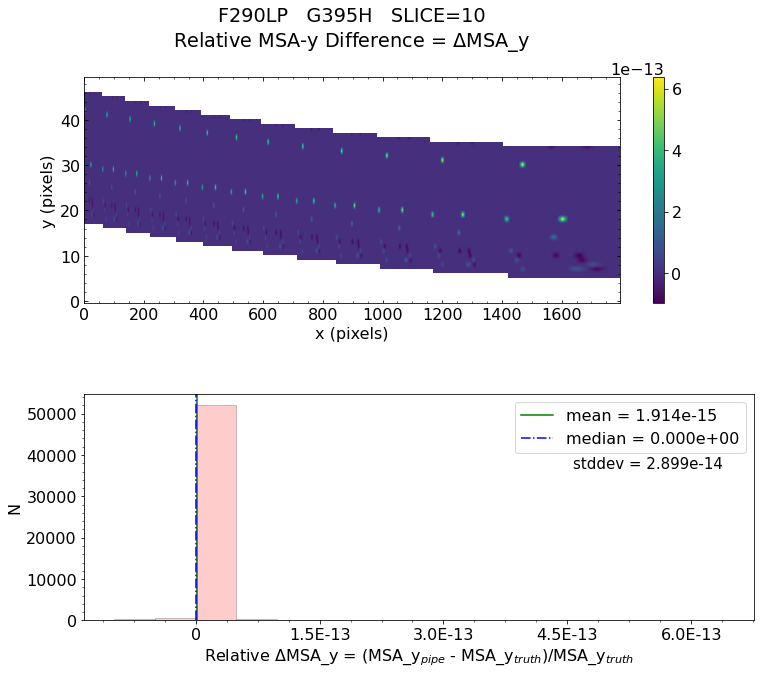 F290LP   G395H   SLICE=10
Relative MSA-y Difference = ΔMSA_y
1e−13
6
4
2
0
40
30
20
10
0
y (pixels)
0 200 400 600 800 1000 1200 1400 1600
x (pixels)
50000
40000
30000
20000
10000
0
N
mean = 1.914e-15
median = 0.000e+00
stddev = 2.899e-14
0 1.5E-13 3.0E-13 4.5E-13 6.0E-13
Relative ΔMSA_y = (MSA_y_pipe - MSA_y_truth)/MSA_y_truth